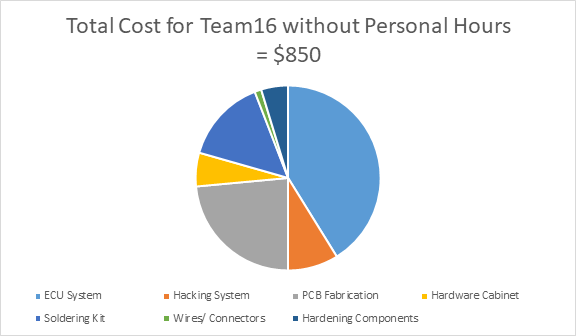 Total Cost for Team16 without Personal Hours
= $850
ECU System
Hacking System
PCB Fabrication
Hardware Cabinet
Soldering Kit
Wires/ Connectors
Hardening Components